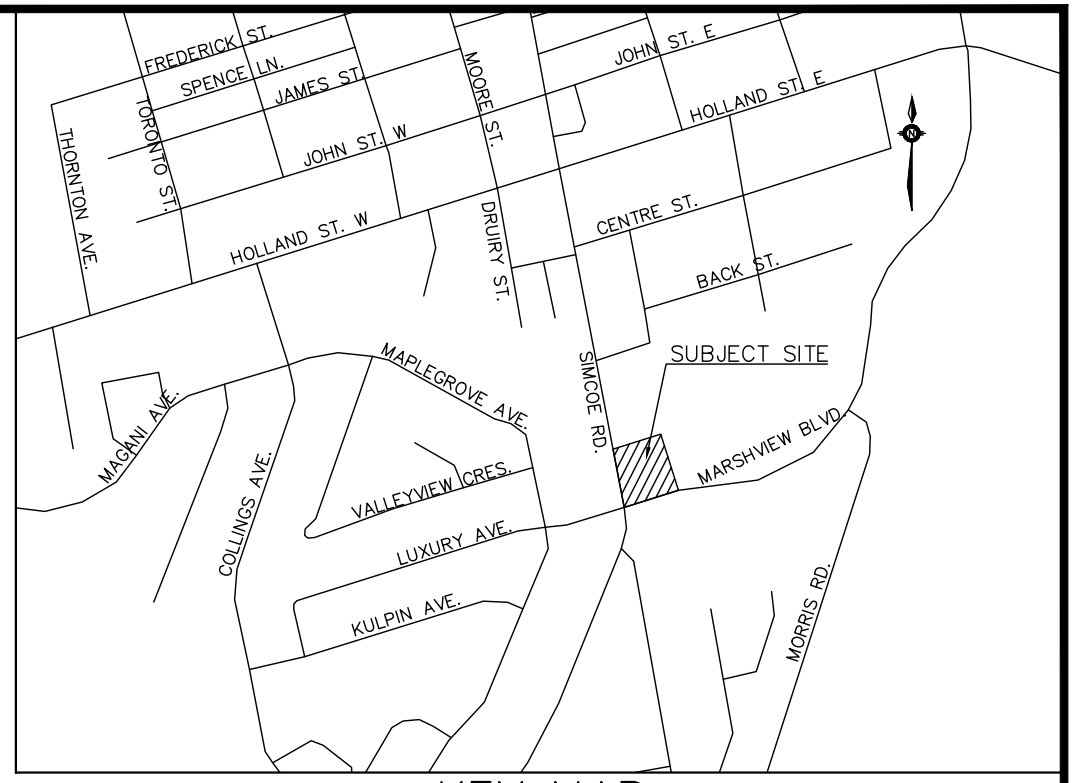 FREDERICK ST.
SPENCE LN.
JAMES ST.
JOHN ST. W
HOLLAND ST. W
THORNTON AVE.
TORONTO ST.
MOORE ST.
JOHN ST. E
HOLLAND ST. E
N
DRUIRY ST.
CENTRE ST.
BACK ST.
SIMCOE RD.
SUBJECT SITE
MAPLEGROVE AVE.
MAGANI AVE.
COLLINGS AVE.
VALLEYVIEW CRES.
LUXURY AVE.
KULPIN AVE.
MARSHVIEW BLVD.
MORRIS RD.
KEY MAP